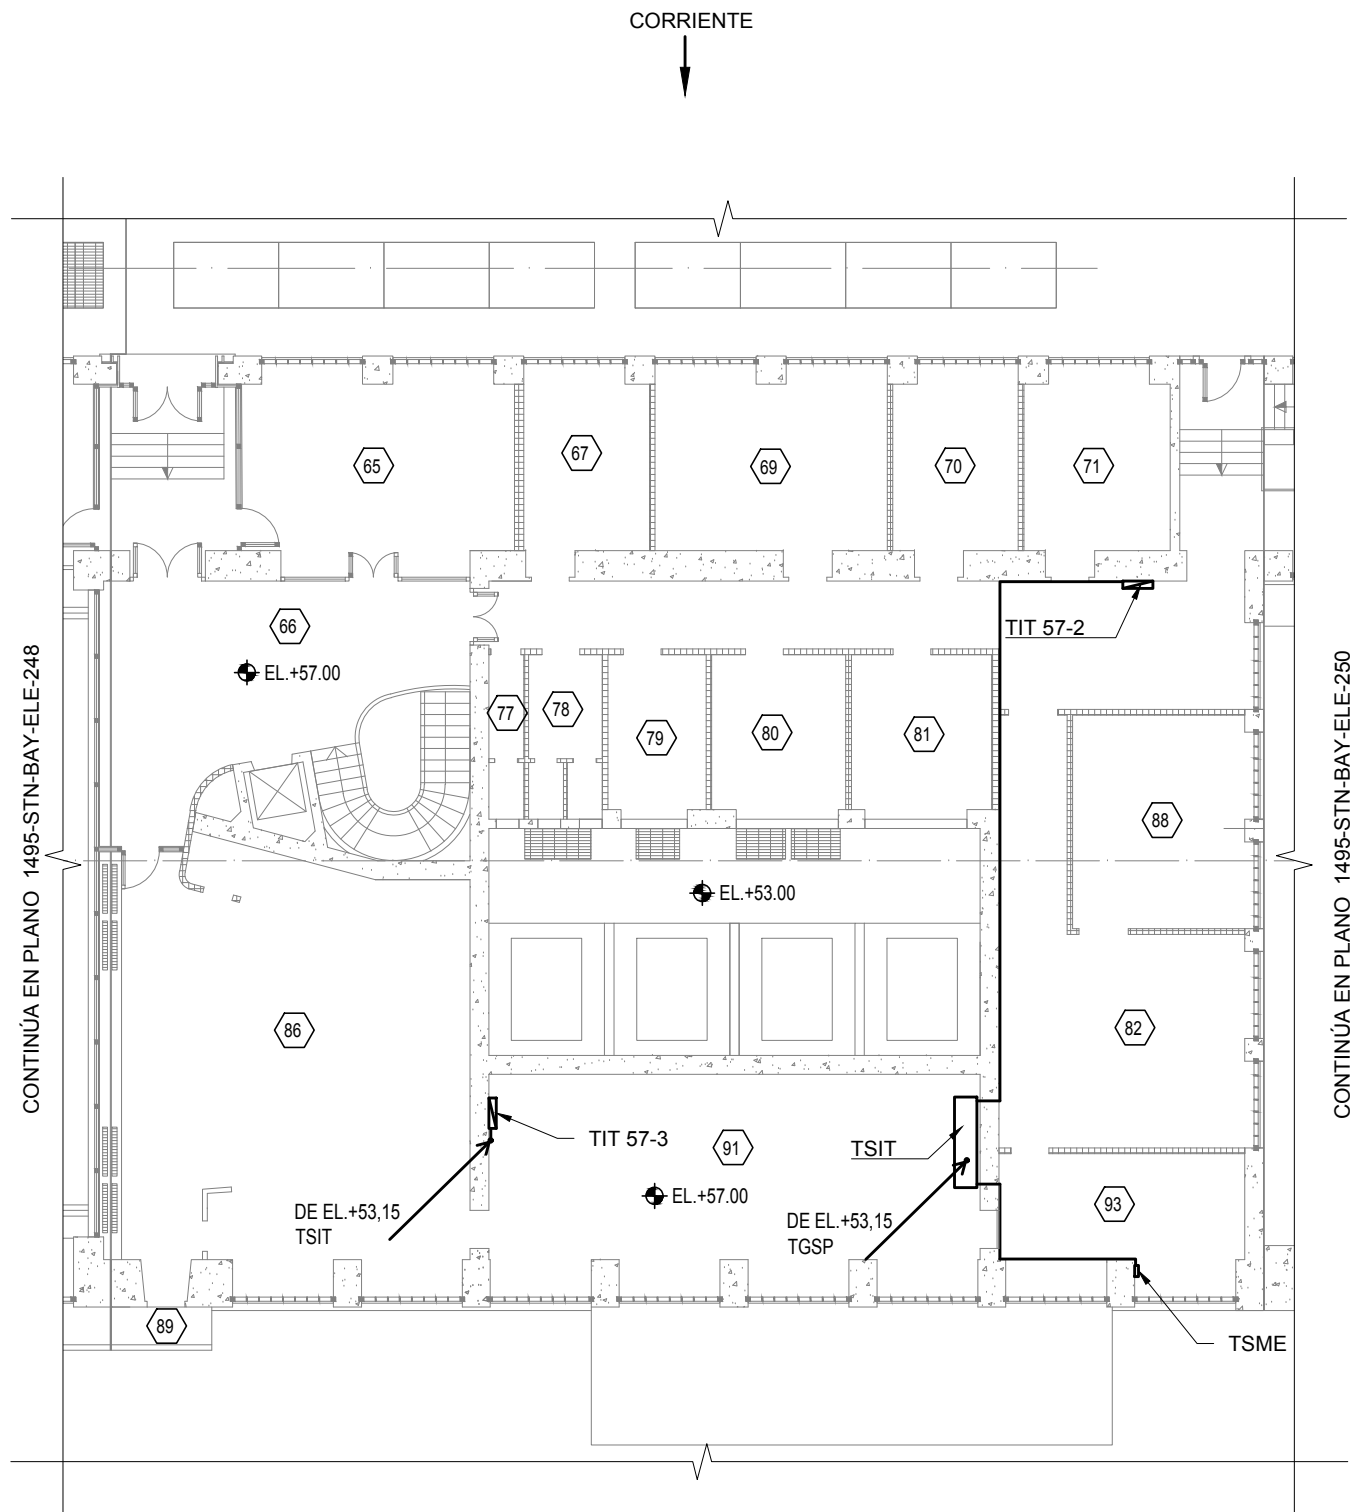 CORRIENTE
65
67
69
70
71
66
EL.+57.00
TIT 57-2
77
78
79
80
81
88
CONTINÚA EN PLANO 1495-STN-BAY-ELE-248
CONTINÚA EN PLANO 1495-STN-BAY-ELE-250
EL.+53.00
86
82
TIT 57-3
91
TSIT
EL.+57.00
93
DE EL.+53,15
TSIT
DE EL.+53,15
TGSP
89
TSME